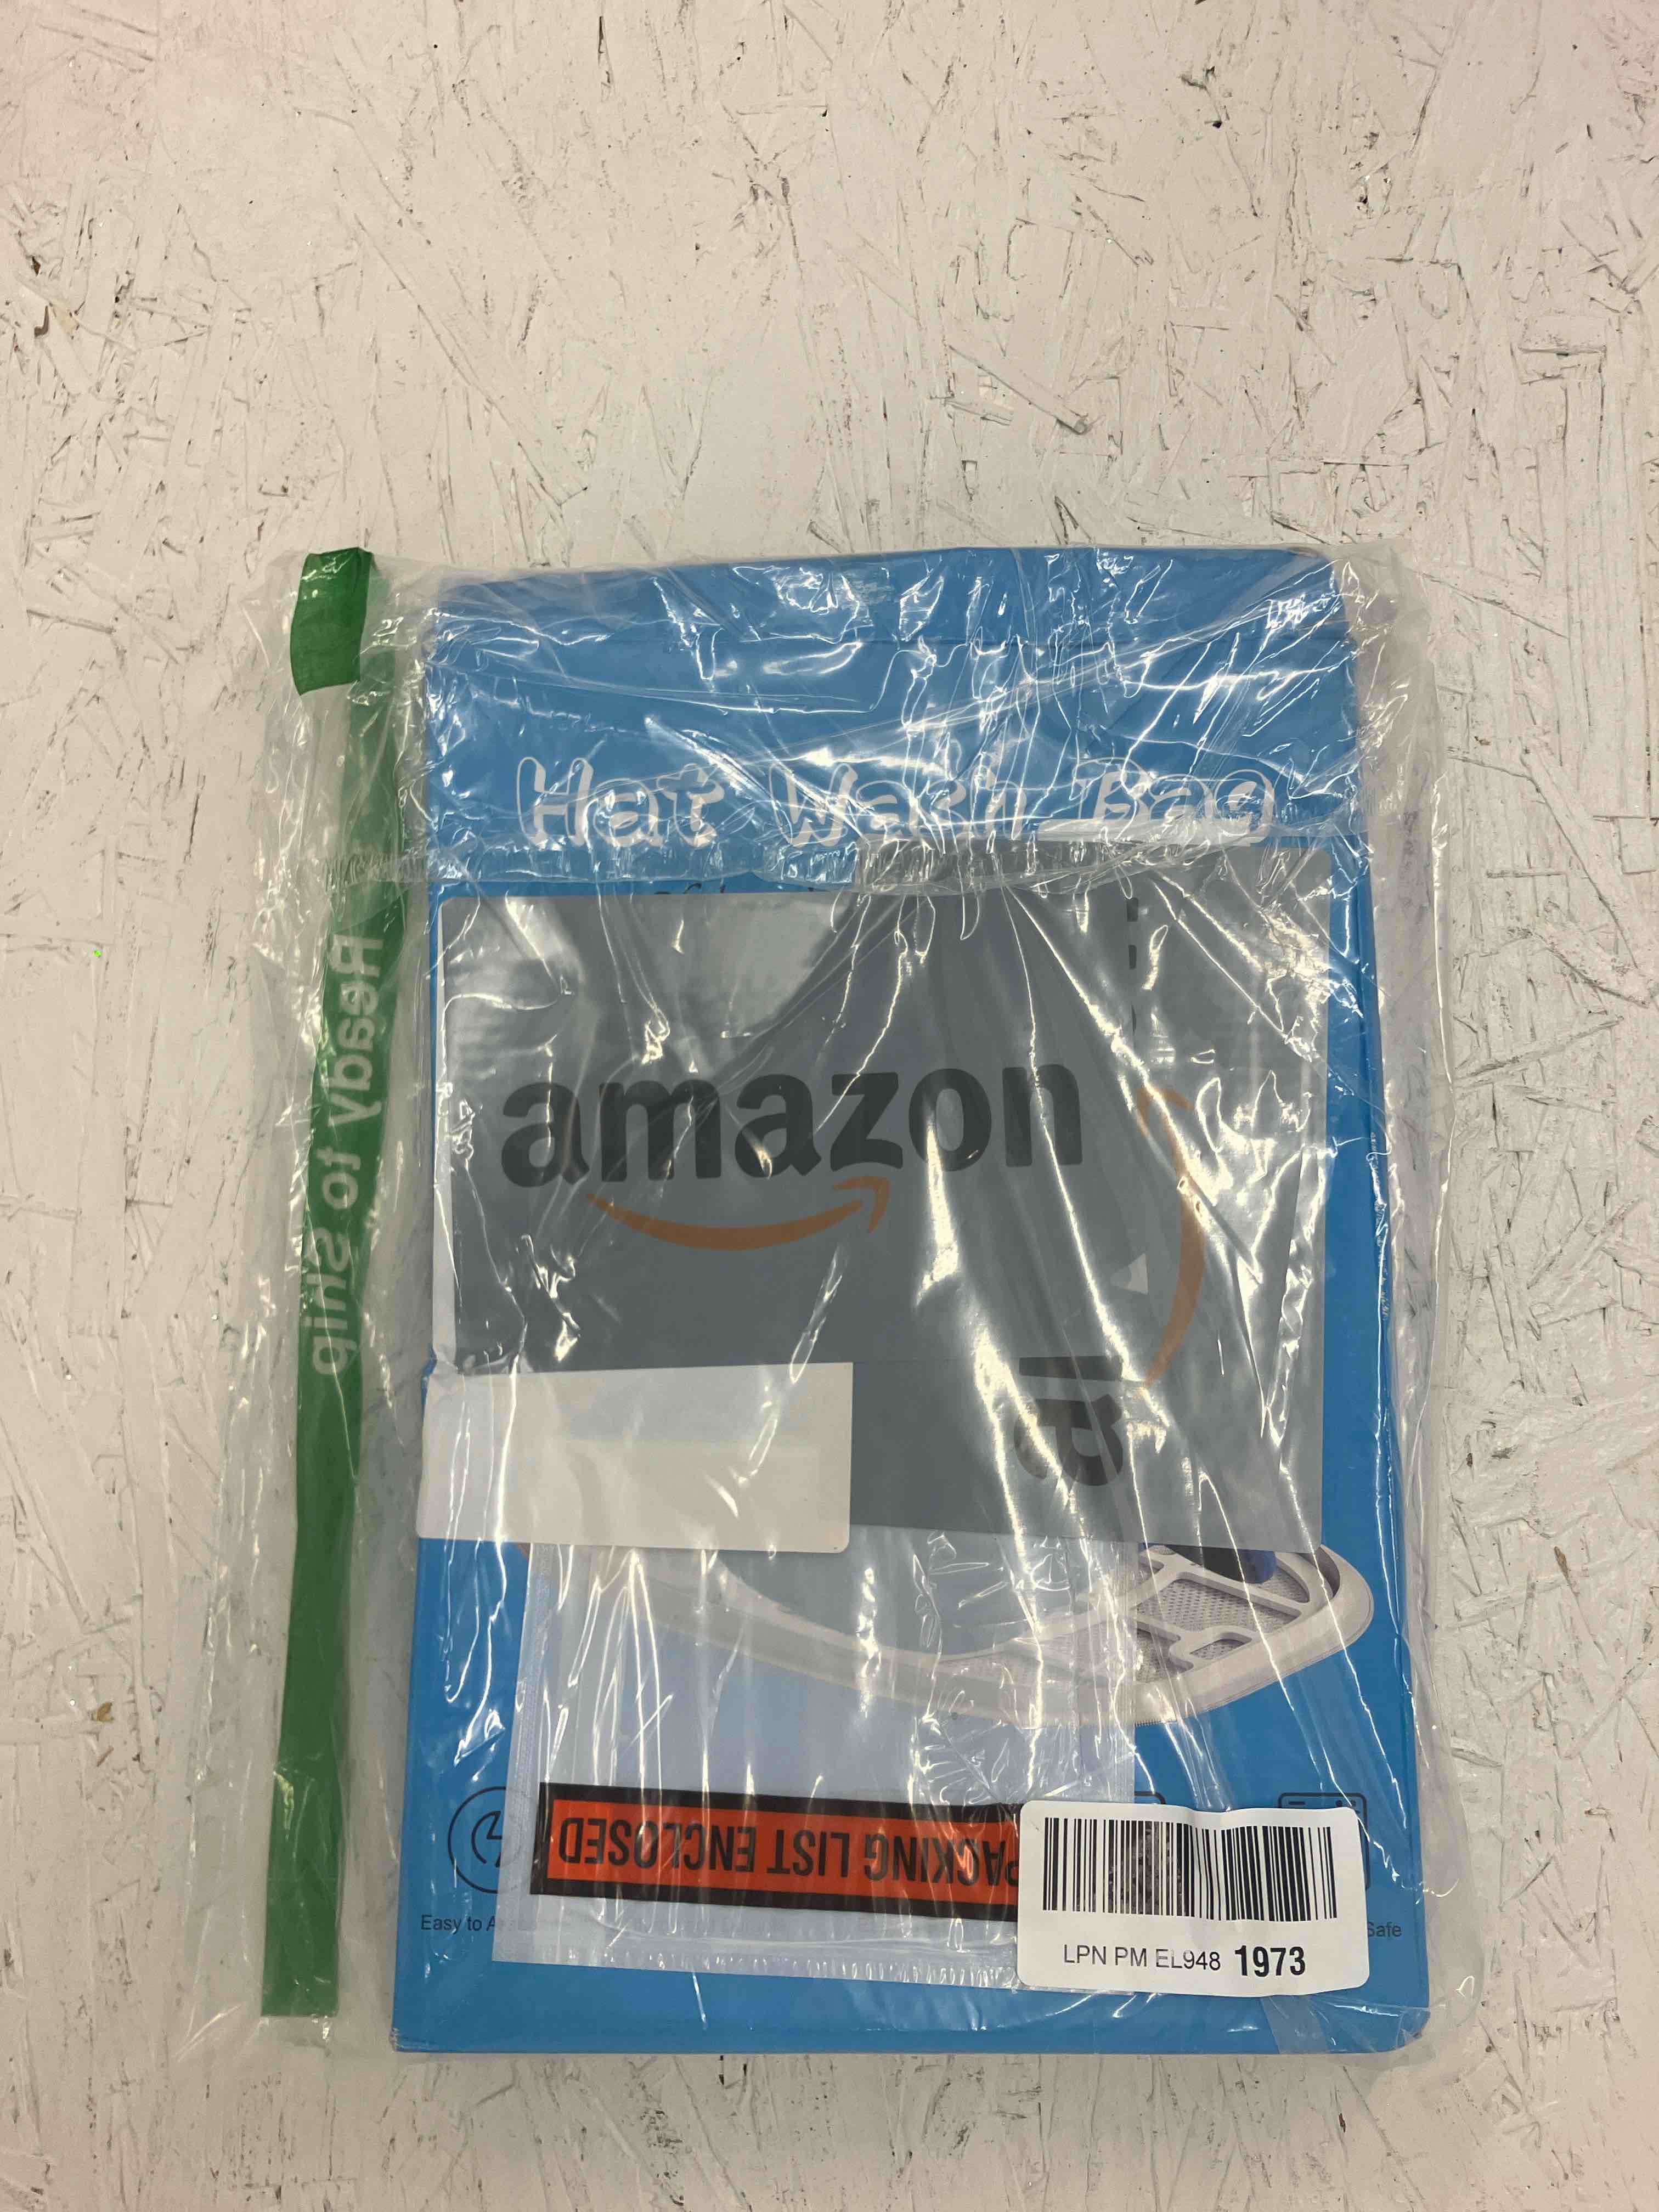 Hat Wash Bag
Ready to Ship
amazon
PACKING LIST ENCLOSED
Easy to
Safe
LPN PM EL948 1973